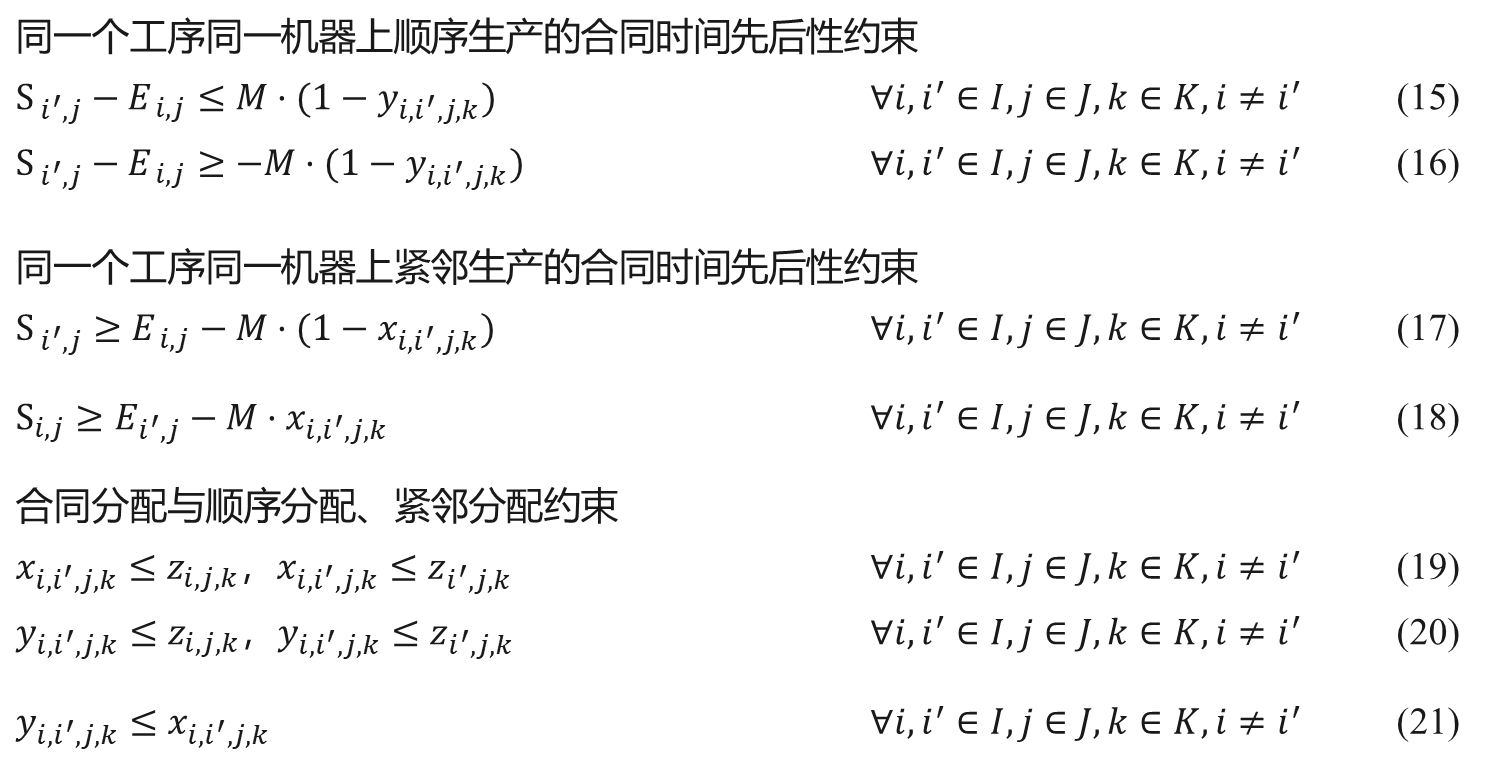 同一个工序同一机器上顺序生产的合同时间先后性约束
S_{i′,j} − E_{i,j} ≤ M · (1 − y_{i,i′,j,k}) ∀i, i′ ∈ I, j ∈ J, k ∈ K, i ≠ i′ (15)
S_{i′,j} − E_{i,j} ≥ −M · (1 − y_{i,i′,j,k}) ∀i, i′ ∈ I, j ∈ J, k ∈ K, i ≠ i′ (16)
同一个工序同一机器上紧邻生产的合同时间先后性约束
S_{i′,j} ≥ E_{i,j} − M · (1 − x_{i,i′,j,k}) ∀i, i′ ∈ I, j ∈ J, k ∈ K, i ≠ i′ (17)
S_{i,j} ≥ E_{i′,j} − M · x_{i,i′,j,k} ∀i, i′ ∈ I, j ∈ J, k ∈ K, i ≠ i′ (18)
合同分配与顺序分配、紧邻分配约束
x_{i,i′,j,k} ≤ z_{i,j,k}, x_{i,i′,j,k} ≤ z_{i′,j,k} ∀i, i′ ∈ I, j ∈ J, k ∈ K, i ≠ i′ (19)
y_{i,i′,j,k} ≤ z_{i,j,k}, y_{i,i′,j,k} ≤ z_{i′,j,k} ∀i, i′ ∈ I, j ∈ J, k ∈ K, i ≠ i′ (20)
y_{i,i′,j,k} ≤ x_{i,i′,j,k} ∀i, i′ ∈ I, j ∈ J, k ∈ K, i ≠ i′ (21)